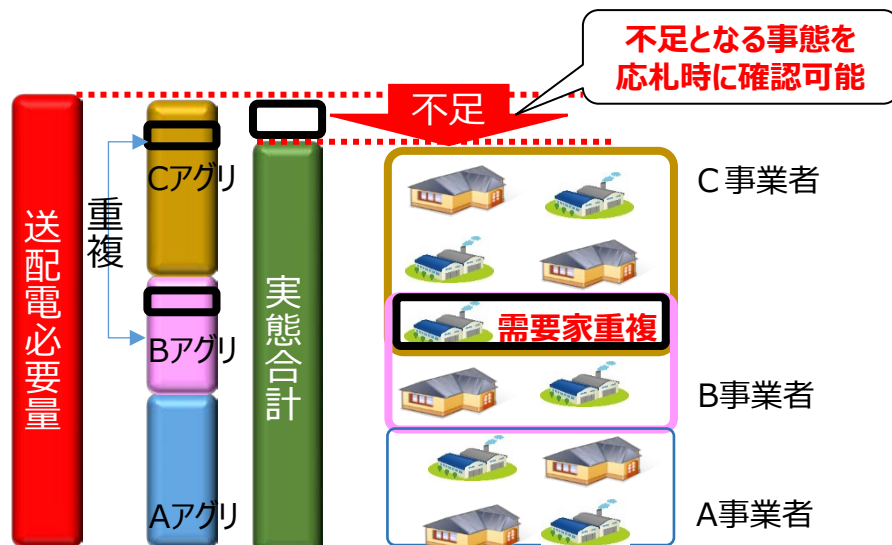 不足となる事態を
応札時に確認可能
不足
送配電必要量
重複
Cアグリ
Bアグリ
Aアグリ
実態合計
需要家重複
C事業者
B事業者
A事業者